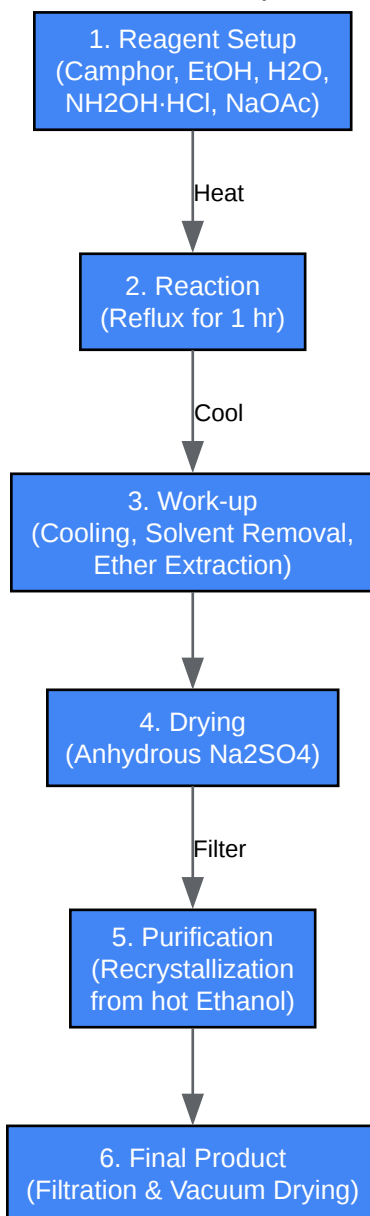 1. Reagent Setup
(Camphor, EtOH, H2O,
NH2OH·HCl, NaOAc)
Heat
2. Reaction
(Reflux for 1 hr)
Cool
3. Work-up
(Cooling, Solvent Removal,
Ether Extraction)
4. Drying
(Anhydrous Na2SO4)
Filter
5. Purification
(Recrystallization
from hot Ethanol)
6. Final Product
(Filtration & Vacuum Drying)